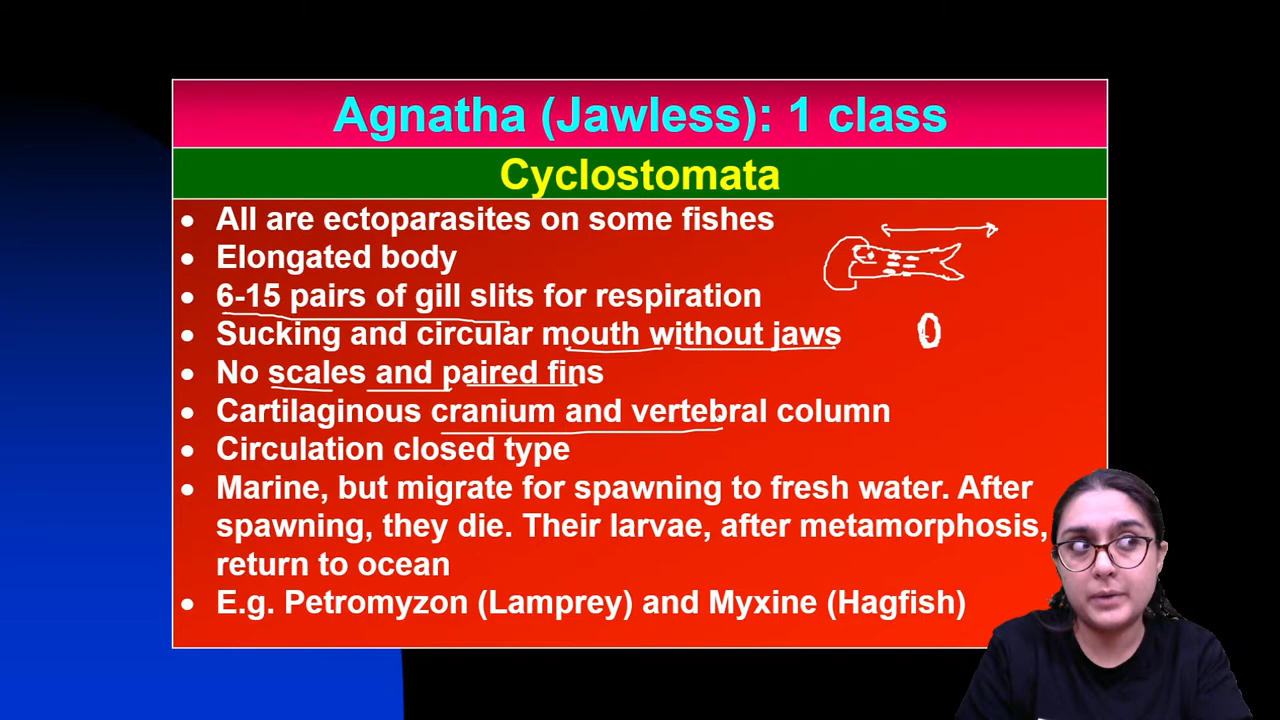 Agnatha (Jawless): 1 class
Cyclostomata
• All are ectoparasites on some fishes
• Elongated body
• 6-15 pairs of gill slits for respiration
• Sucking and circular mouth without jaws
• No scales and paired fins
• Cartilaginous cranium and vertebral column
• Circulation closed type
• Marine, but migrate for spawning to fresh water. After
spawning, they die. Their larvae, after metamorphosis,
return to ocean
• E.g. Petromyzon (Lamprey) and Myxine (Hagfish)